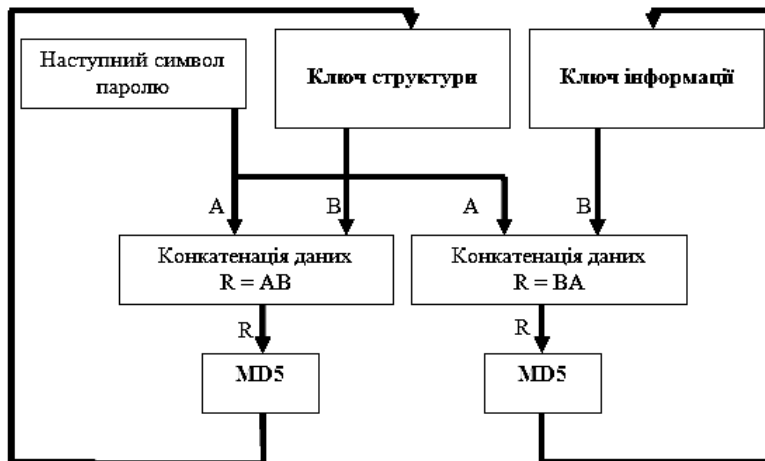 Наступний символ
паролю
Ключ структури
Ключ інформації
A
B
A
B
Конкатенація даних
R = AB
Конкатенація даних
R = BA
R
R
MD5
MD5